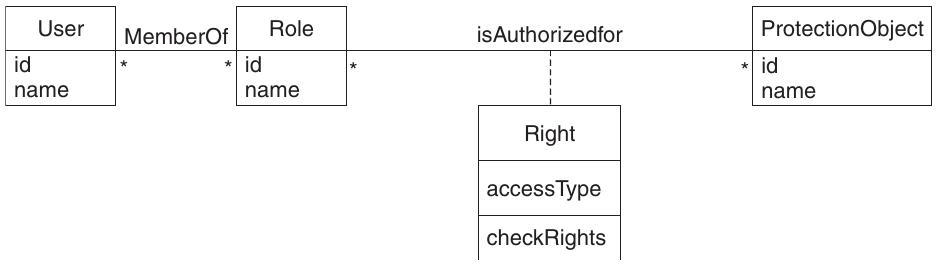 User
MemberOf
Role
isAuthorizedfor
ProtectionObject
id
name
*
*
id
name
*
*
id
name
Right
accessType
checkRights